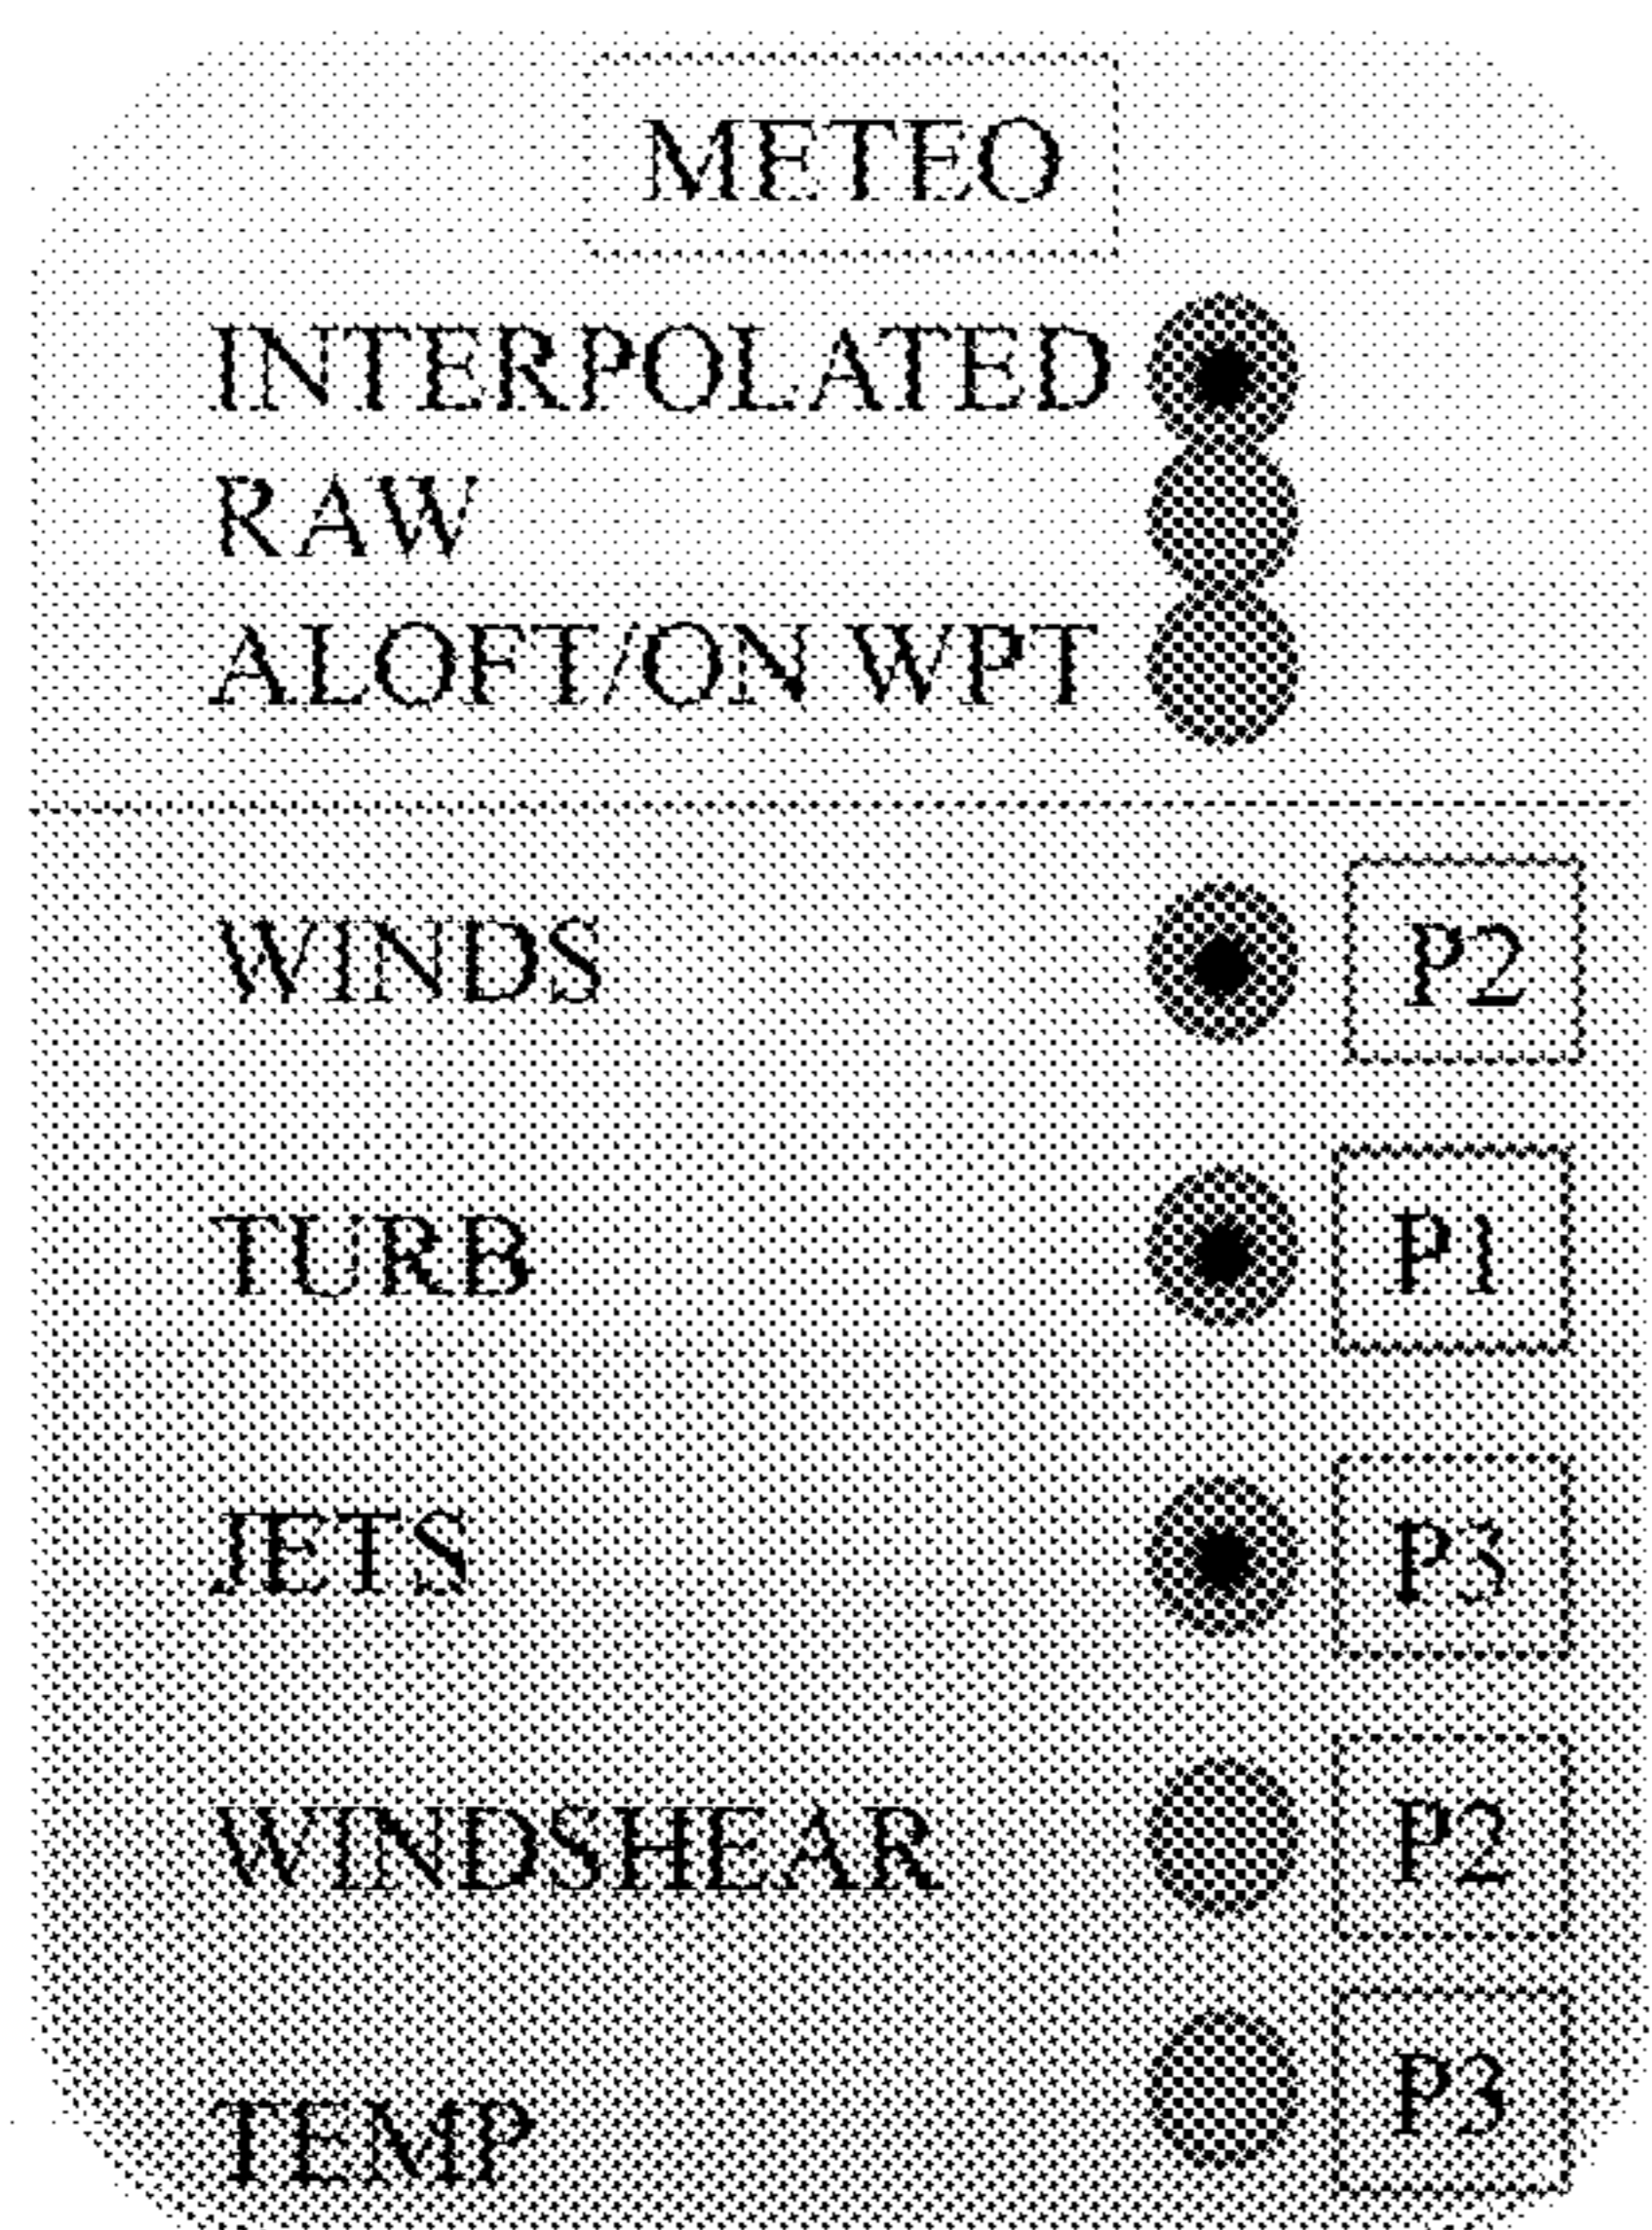 METEO
INTERPOLATED
RAW
ALOFT/ON WPT
WINDS P2
TURB P1
JETS P3
WINDSHEAR P2
TEMP P3